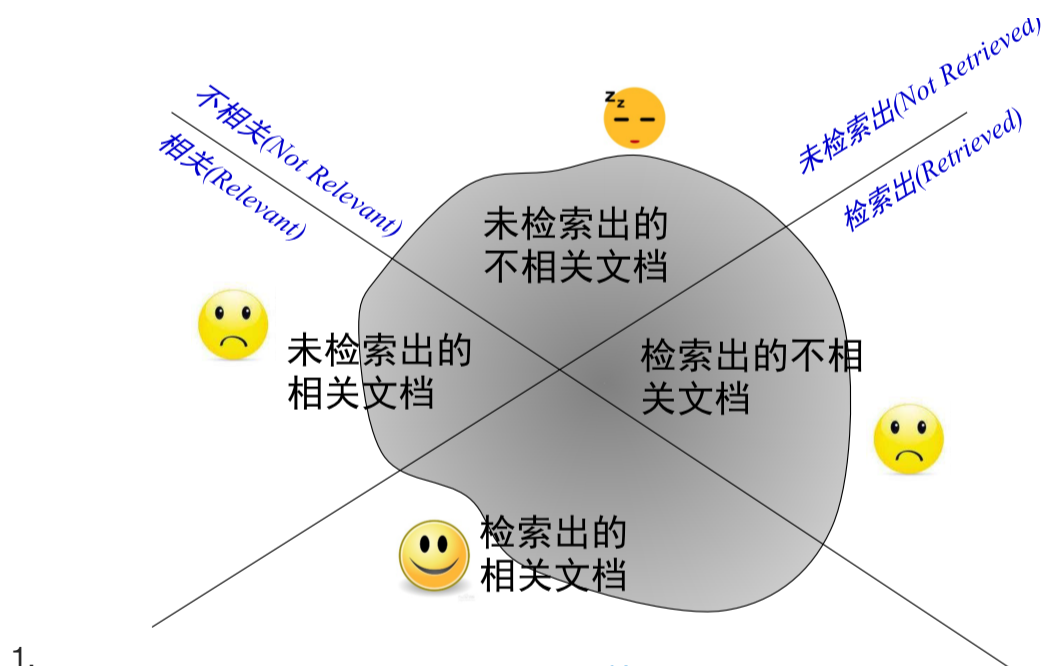 不相关(Not Relevant)
相关(Relevant)
未检索出(Not Retrieved)
检索出(Retrieved)
z z
未检索出的
不相关文档
未检索出的
相关文档
检索出的不相
关文档
检索出的
相关文档
1.